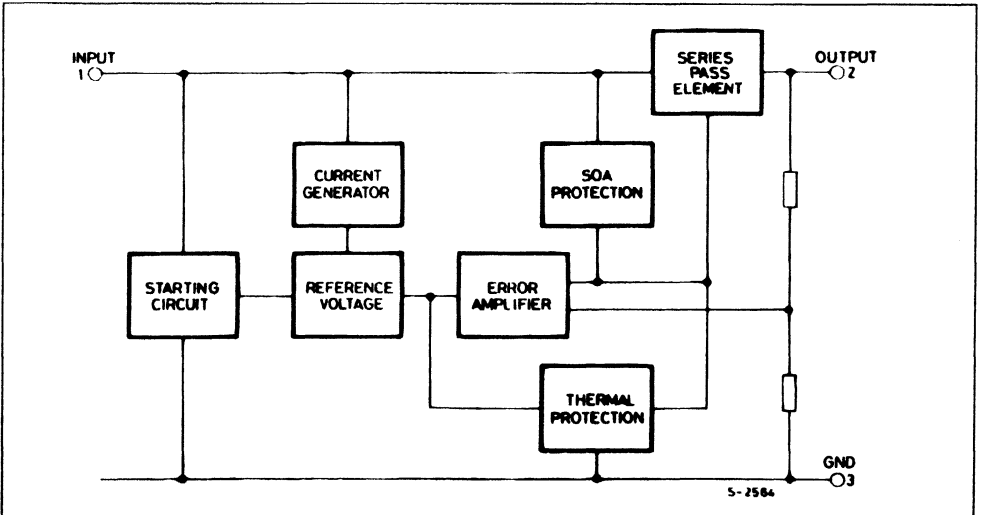 INPUT
1
SERIES
PASS
ELEMENT
OUTPUT
2
CURRENT
GENERATOR
SOA
PROTECTION
STARTING
CIRCUIT
REFERENCE
VOLTAGE
ERROR
AMPLIFIER
THERMAL
PROTECTION
GND
3
S-2564